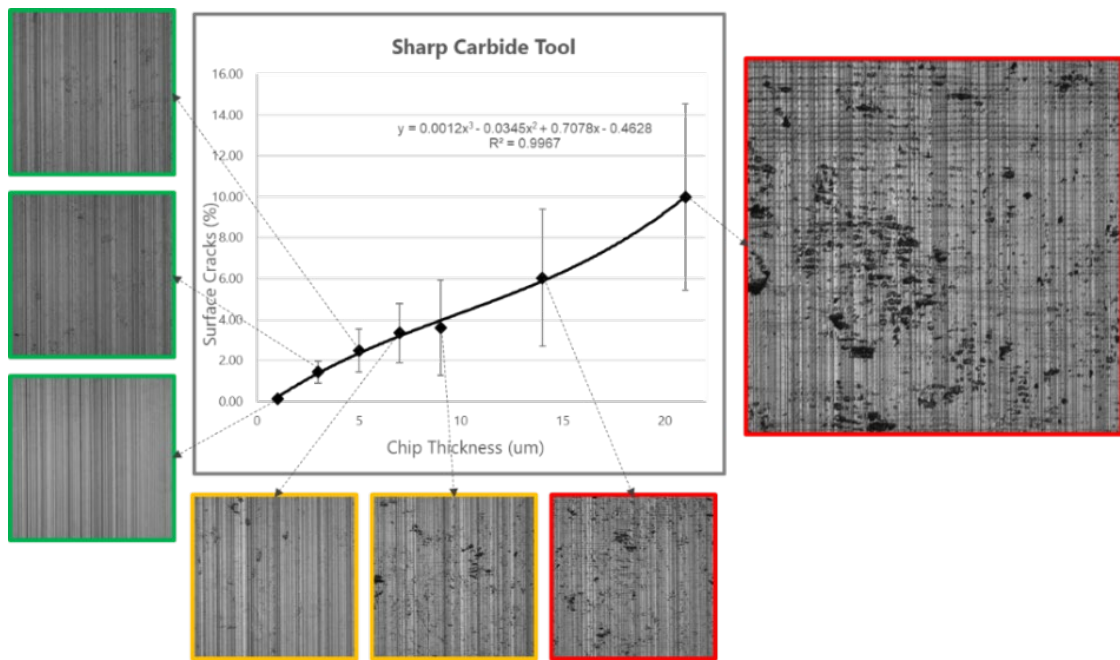 Sharp Carbide Tool
16.00
14.00
12.00
10.00
8.00
6.00
4.00
2.00
0.00
Surface Cracks (%)
y = 0.0012x³ - 0.0345x² + 0.7078x - 0.4628
R² = 0.9967
0 5 10 15 20
Chip Thickness (um)